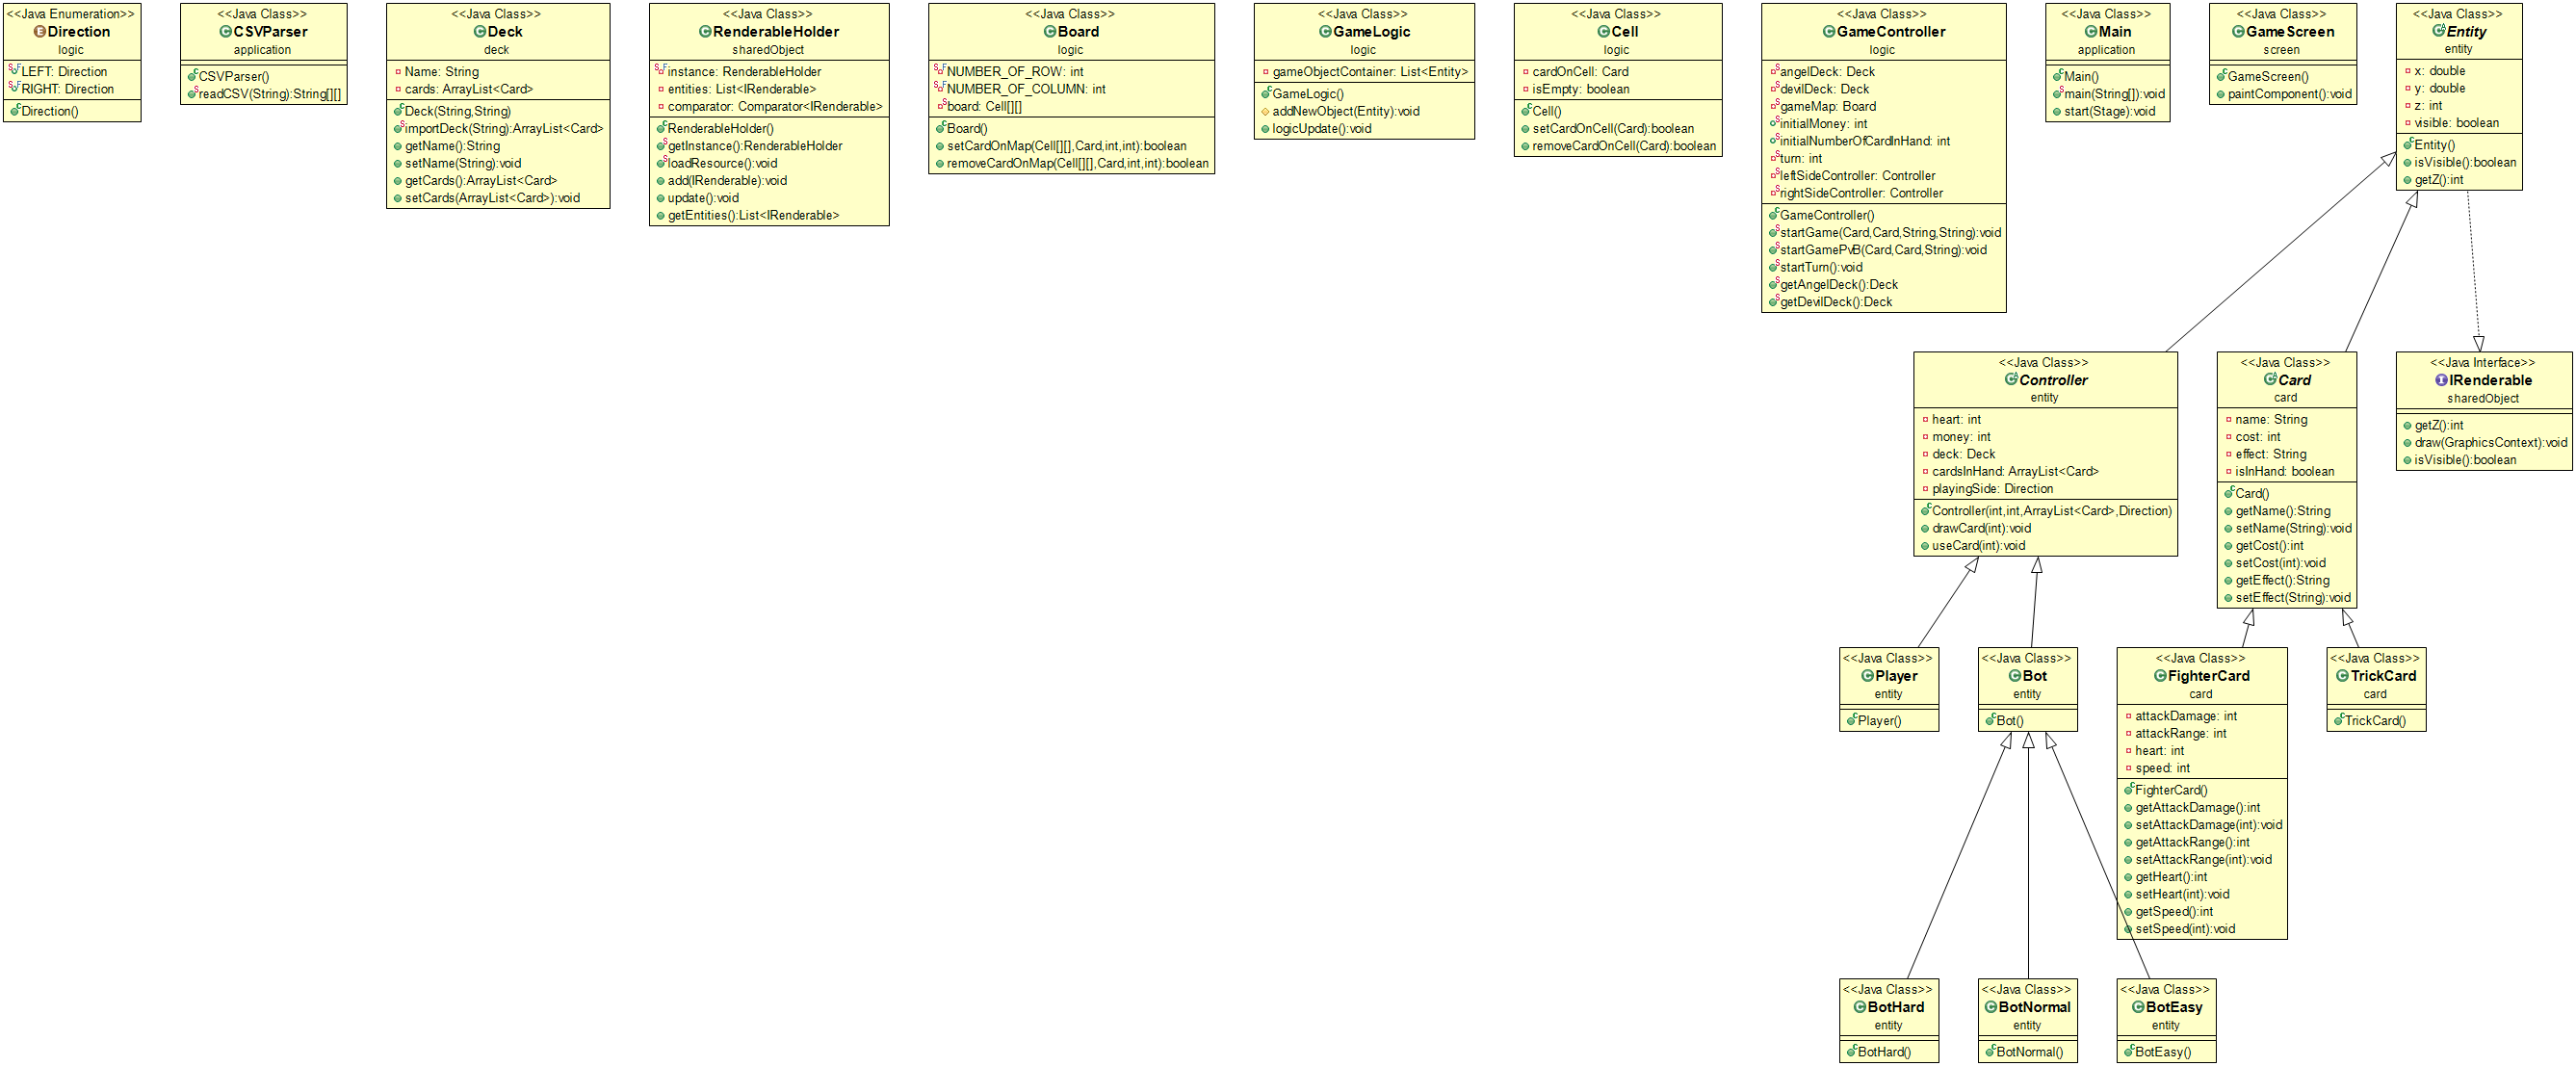 <<Java Enumeration>>
Direction
logic
LEFT: Direction
RIGHT: Direction
Direction()
<<Java Class>>
CSVParser
application
CSVParser()
readCSV(String):String[][]
<<Java Class>>
Deck
deck
Name: String
cards: ArrayList<Card>
Deck(String,String)
importDeck(String):ArrayList<Card>
getName():String
setName(String):void
getCards():ArrayList<Card>
setCards(ArrayList<Card>):void
<<Java Class>>
RenderableHolder
sharedObject
instance: RenderableHolder
entities: List<IRenderable>
comparator: Comparator<IRenderable>
RenderableHolder()
getInstance():RenderableHolder
loadResource():void
add(IRenderable):void
update():void
getEntities():List<IRenderable>
<<Java Class>>
Board
logic
NUMBER_OF_ROW: int
NUMBER_OF_COLUMN: int
board: Cell[][]
Board()
setCardOnMap(Cell[][],Card,int,int):boolean
removeCardOnMap(Cell[][],Card,int,int):boolean
<<Java Class>>
GameLogic
logic
gameObjectContainer: List<Entity>
GameLogic()
addNewObject(Entity):void
logicUpdate():void
<<Java Class>>
Cell
logic
cardOnCell: Card
isEmpty: boolean
Cell()
setCardOnCell(Card):boolean
removeCardOnCell(Card):boolean
<<Java Class>>
GameController
logic
angelDeck: Deck
devilDeck: Deck
gameMap: Board
initialMoney: int
initialNumberOfCardInHand: int
turn: int
leftSideController: Controller
rightSideController: Controller
GameController()
startGame(Card,Card,String,String):void
startGamePvB(Card,Card,String):void
startTurn():void
getAngelDeck():Deck
getDevilDeck():Deck
<<Java Class>>
Main
application
Main()
main(String[]):void
start(Stage):void
<<Java Class>>
GameScreen
screen
GameScreen()
paintComponent():void
<<Java Class>>
Entity
entity
x: double
y: double
z: int
visible: boolean
Entity()
isVisible():boolean
getZ():int
<<Java Class>>
Controller
entity
heart: int
money: int
deck: Deck
cardsInHand: ArrayList<Card>
playingSide: Direction
Controller(int,int,ArrayList<Card>,Direction)
drawCard(int):void
useCard(int):void
<<Java Class>>
Card
card
name: String
cost: int
effect: String
isInHand: boolean
Card()
getName():String
setName(String):void
getCost():int
setCost(int):void
getEffect():String
setEffect(String):void
<<Java Interface>>
IRenderable
sharedObject
getZ():int
draw(GraphicsContext):void
isVisible():boolean
<<Java Class>>
Player
entity
Player()
<<Java Class>>
Bot
entity
Bot()
<<Java Class>>
FighterCard
card
attackDamage: int
attackRange: int
heart: int
speed: int
FighterCard()
getAttackDamage():int
setAttackDamage(int):void
getAttackRange():int
setAttackRange(int):void
getHeart():int
setHeart(int):void
getSpeed():int
setSpeed(int):void
<<Java Class>>
TrickCard
card
TrickCard()
<<Java Class>>
BotHard
entity
BotHard()
<<Java Class>>
BotNormal
entity
BotNormal()
<<Java Class>>
BotEasy
entity
BotEasy()